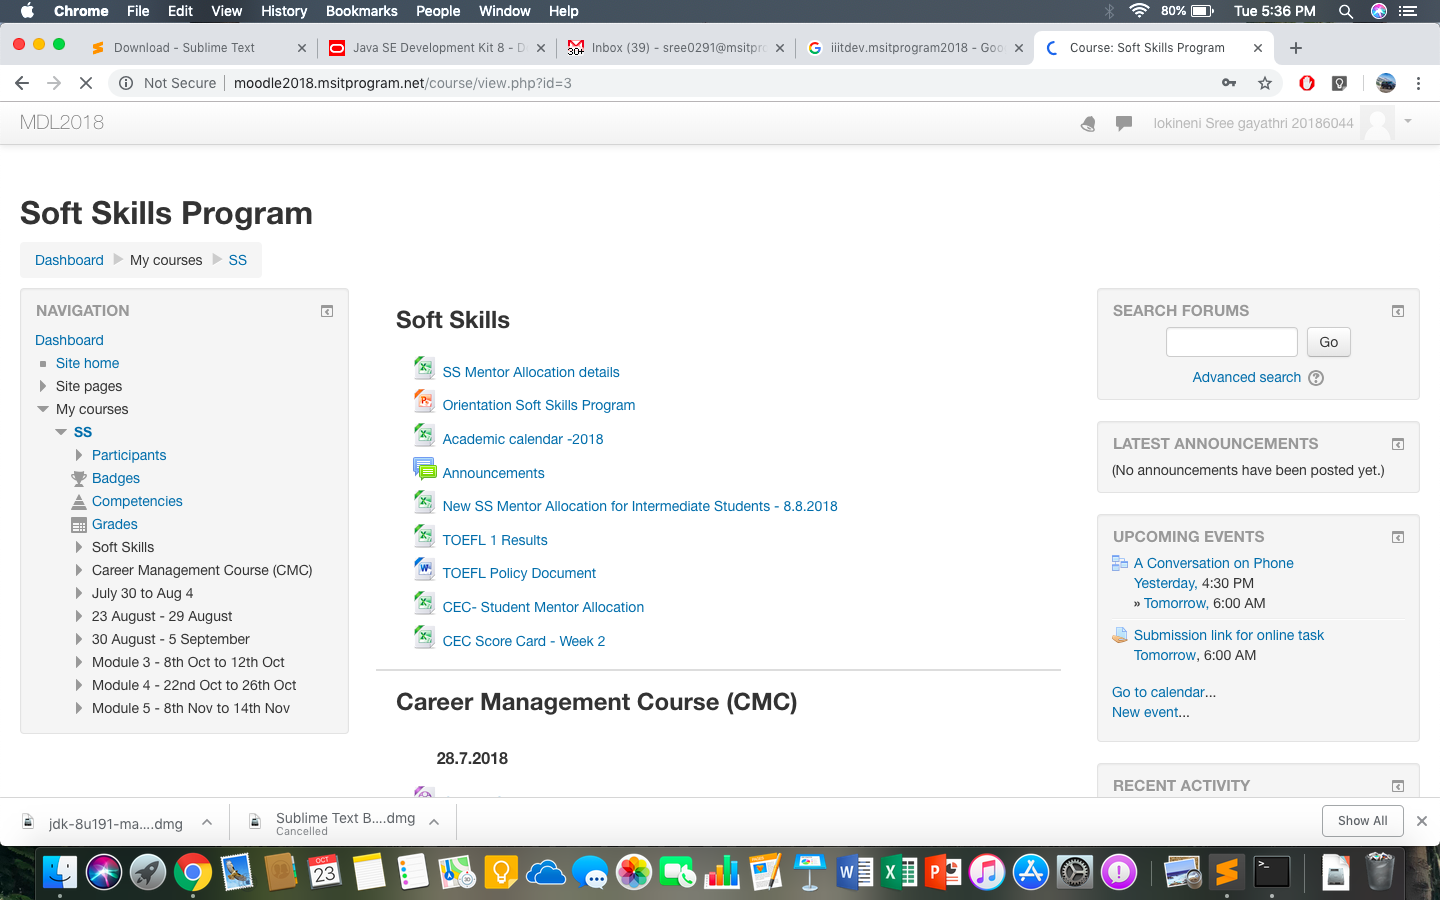 Chrome File Edit View History Bookmarks People Window Help 80% Tue 5:36 PM
Download - Sublime Text Java SE Development Kit 8 - D Inbox (39) - sree0291@msitpro iiitdev.msitprogram2018 - Goo Course: Soft Skills Program
Not Secure moodle2018.msitprogram.net/course/view.php?id=3
MDL2018 lokineni Sree gayathri 20186044
Soft Skills Program
Dashboard My courses SS
NAVIGATION
Dashboard
Site home
Site pages
My courses
SS
Participants
Badges
Competencies
Grades
Soft Skills
Career Management Course (CMC)
July 30 to Aug 4
23 August - 29 August
30 August - 5 September
Module 3 - 8th Oct to 12th Oct
Module 4 - 22nd Oct to 26th Oct
Module 5 - 8th Nov to 14th Nov
Soft Skills
SS Mentor Allocation details
Orientation Soft Skills Program
Academic calendar -2018
Announcements
New SS Mentor Allocation for Intermediate Students - 8.8.2018
TOEFL 1 Results
TOEFL Policy Document
CEC- Student Mentor Allocation
CEC Score Card - Week 2
Career Management Course (CMC)
28.7.2018
SEARCH FORUMS
Go
Advanced search
LATEST ANNOUNCEMENTS
(No announcements have been posted yet.)
UPCOMING EVENTS
A Conversation on Phone
Yesterday, 4:30 PM
» Tomorrow, 6:00 AM
Submission link for online task
Tomorrow, 6:00 AM
Go to calendar...
New event...
RECENT ACTIVITY
jdk-8u191-ma....dmg
Sublime Text B....dmg
Cancelled
Show All
OCT
23